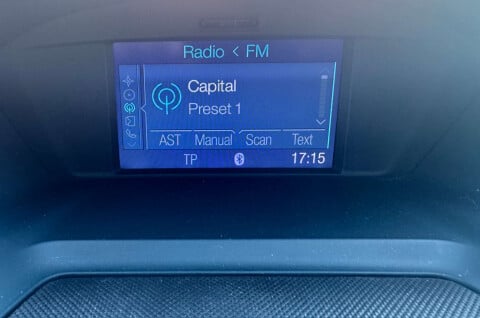 Radio < FM
Capital
Preset 1
AST Manual Scan Text
TP 17:15